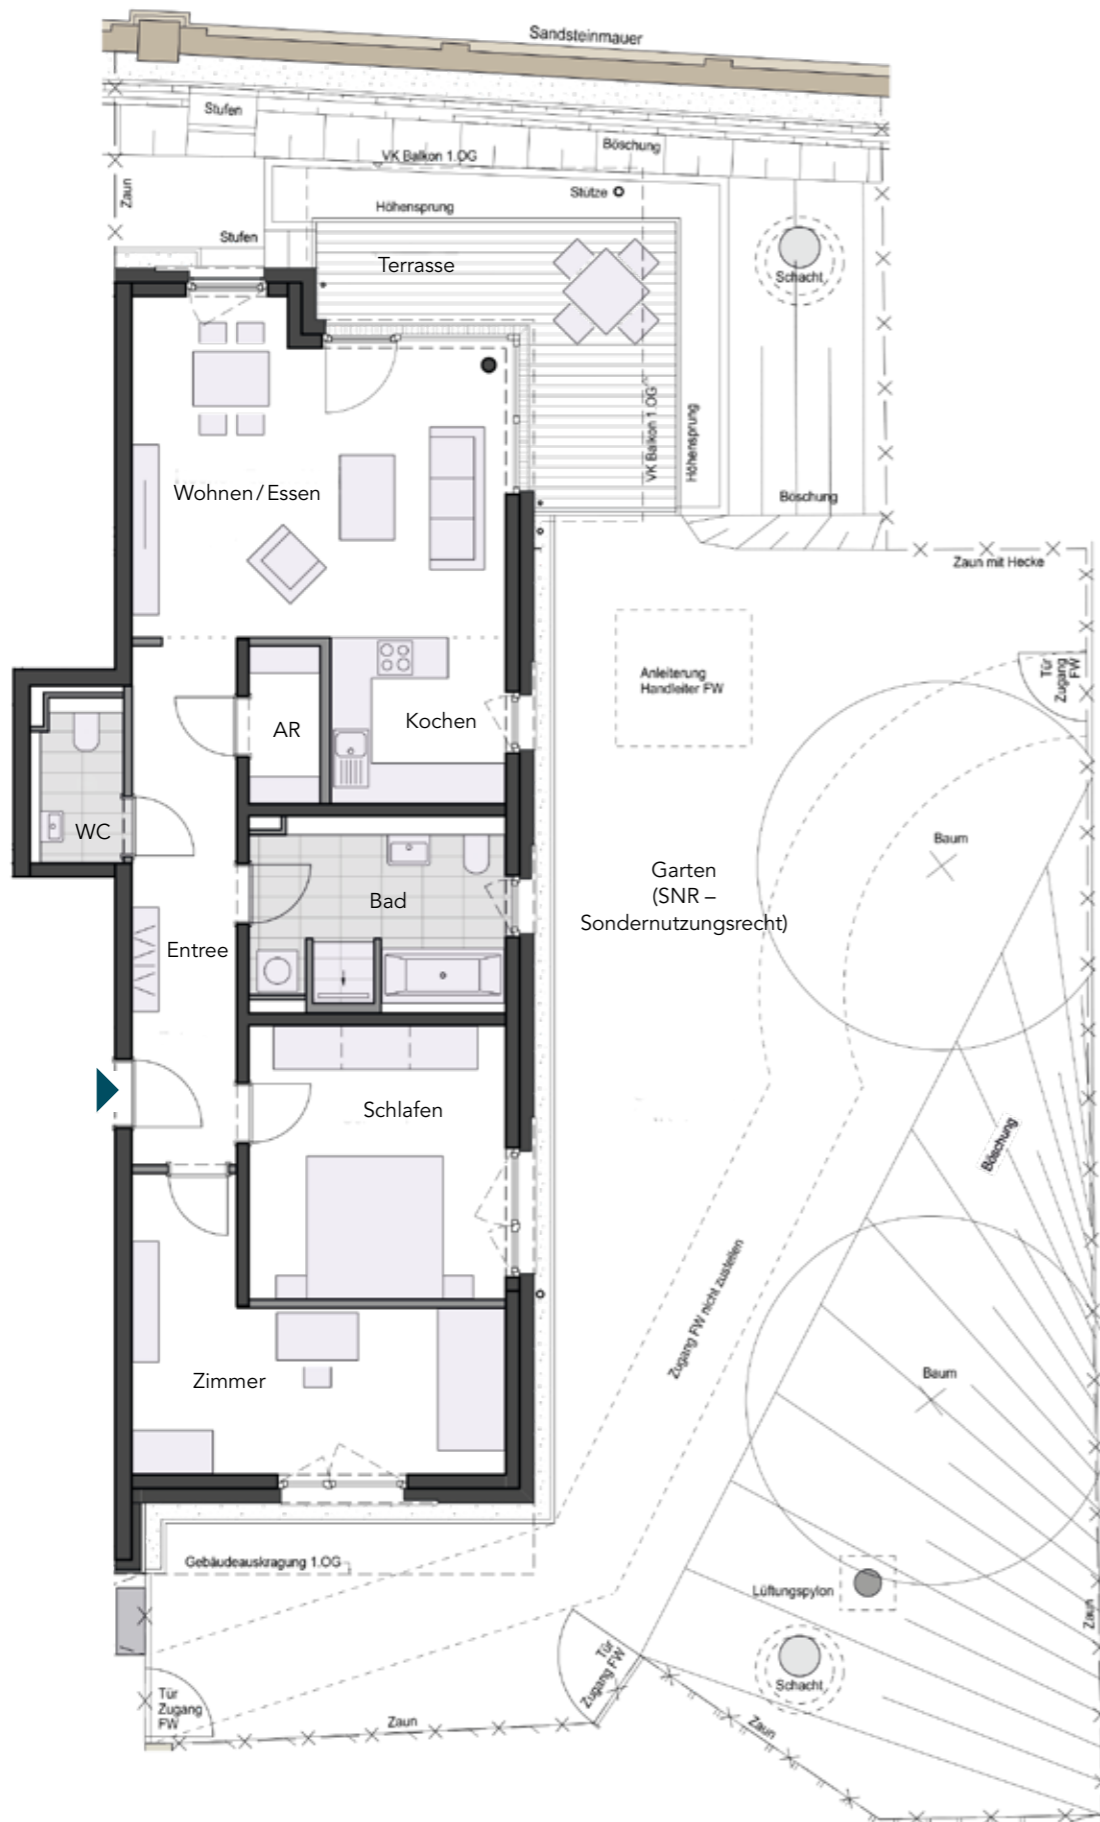 Sandsteinmauer
Stufen
Böschung
VK Balkon 1.OG
Zaun
Stütze
Höhensprung
Stufen
Terrasse
Schacht
VK Balkon 1.OG
Höhensprung
Wohnen/Essen
Böschung
Zaun mit Hecke
Anleiterung
Handleiter FW
Tür
Zugang
FW
AR
Kochen
WC
Baum
Garten
(SNR –
Sondernutzungsrecht)
Bad
Entree
Schlafen
Böschung
Zugang FW nicht zustellen
Zimmer
Baum
Gebäudeauskragung 1.OG
Lüftungspylon
Zaun
Tür
Zugang FW
Schacht
Tür
Zugang
FW
Zaun
Zaun